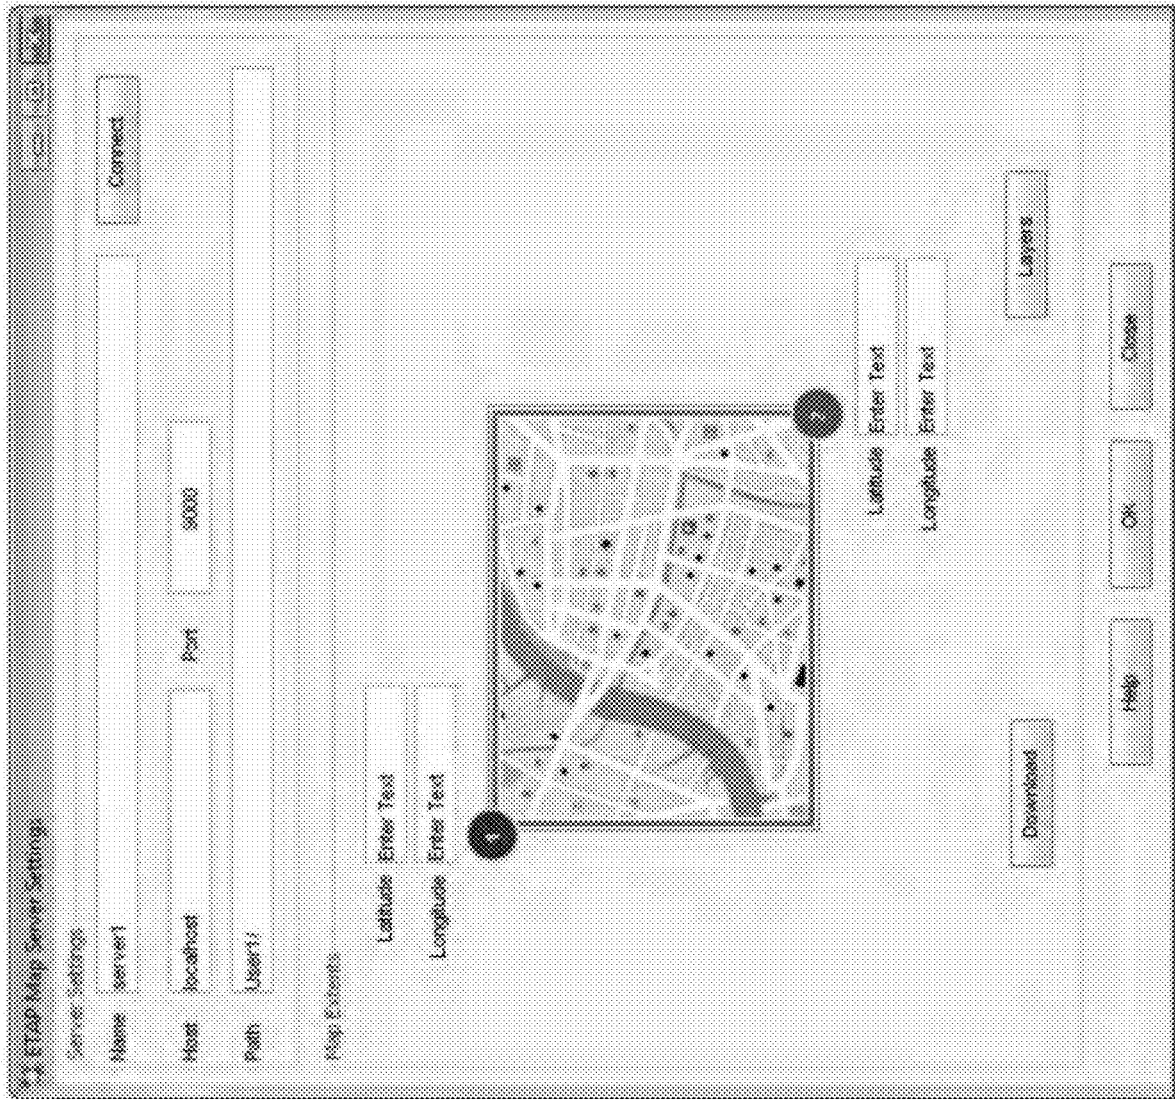 ETAP Map Server Settings
Server Settings
Name server1 Connect
Host localhost Port 9000
Path User1/
Map Extents
Latitude Enter Text
Longitude Enter Text
Latitude Enter Text
Longitude Enter Text
Download Layers
Help OK Close